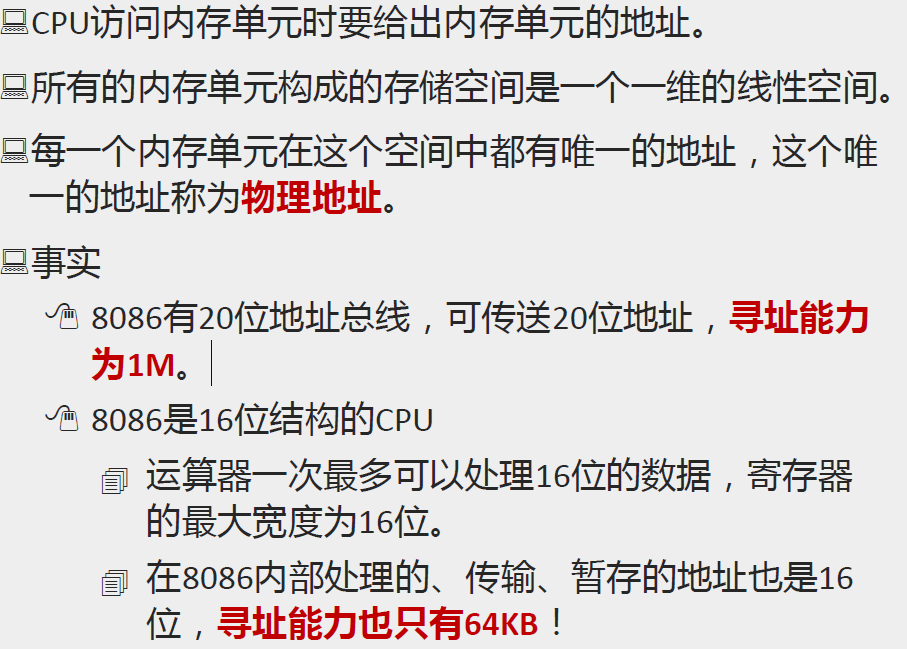 CPU访问内存单元时要给出内存单元的地址。
所有的内存单元构成的存储空间是一个一维的线性空间。
每一个内存单元在这个空间中都有唯一的地址，这个唯
一的地址称为物理地址。
事实
8086有20位地址总线，可传送20位地址，寻址能力
为1M。
8086是16位结构的CPU
运算器一次最多可以处理16位的数据，寄存器
的最大宽度为16位。
在8086内部处理的、传输、暂存的地址也是16
位，寻址能力也只有64KB！